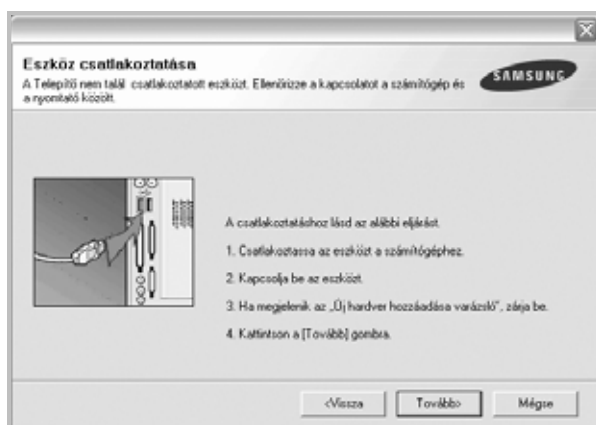 Eszköz csatlakoztatása
A Telepítő nem talál csatlakoztatott eszközt. Ellenőrizze a kapcsolatot a számítógép és
a nyomtató között.
SAMSUNG
A csatlakoztatáshoz lásd az alábbi eljárást.
1. Csatlakoztassa az eszközt a számítógéphez.
2. Kapcsolja be az eszközt.
3. Ha megjelenik az „Új hardver hozzáadása varázsló”, zárja be.
4. Kattintson a [Tovább] gombra.
<Vissza
Tovább>
Mégse